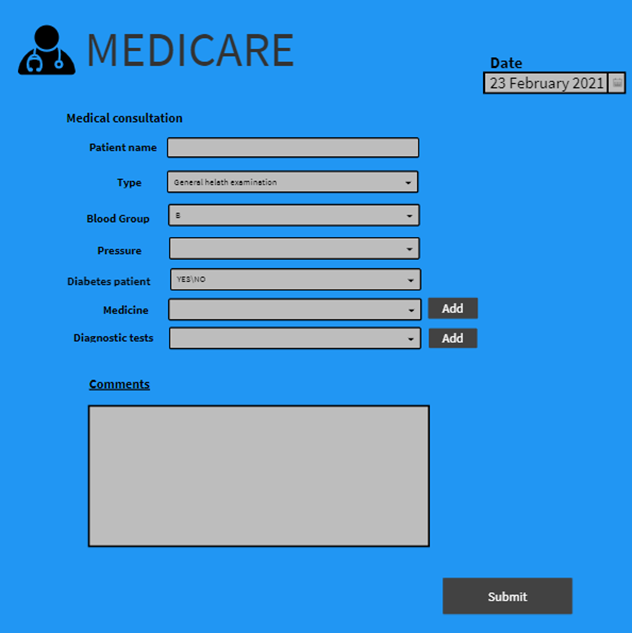 MEDICARE
Date
23 February 2021
Medical consultation
Patient name
Type General helath examination
Blood Group B
Pressure
Diabetes patient YES\NO
Medicine Add
Diagnostic tests Add
Comments
Submit